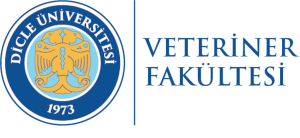 DİCLE ÜNİVERSİTESİ
1973
VETERİNER
FAKÜLTESİ